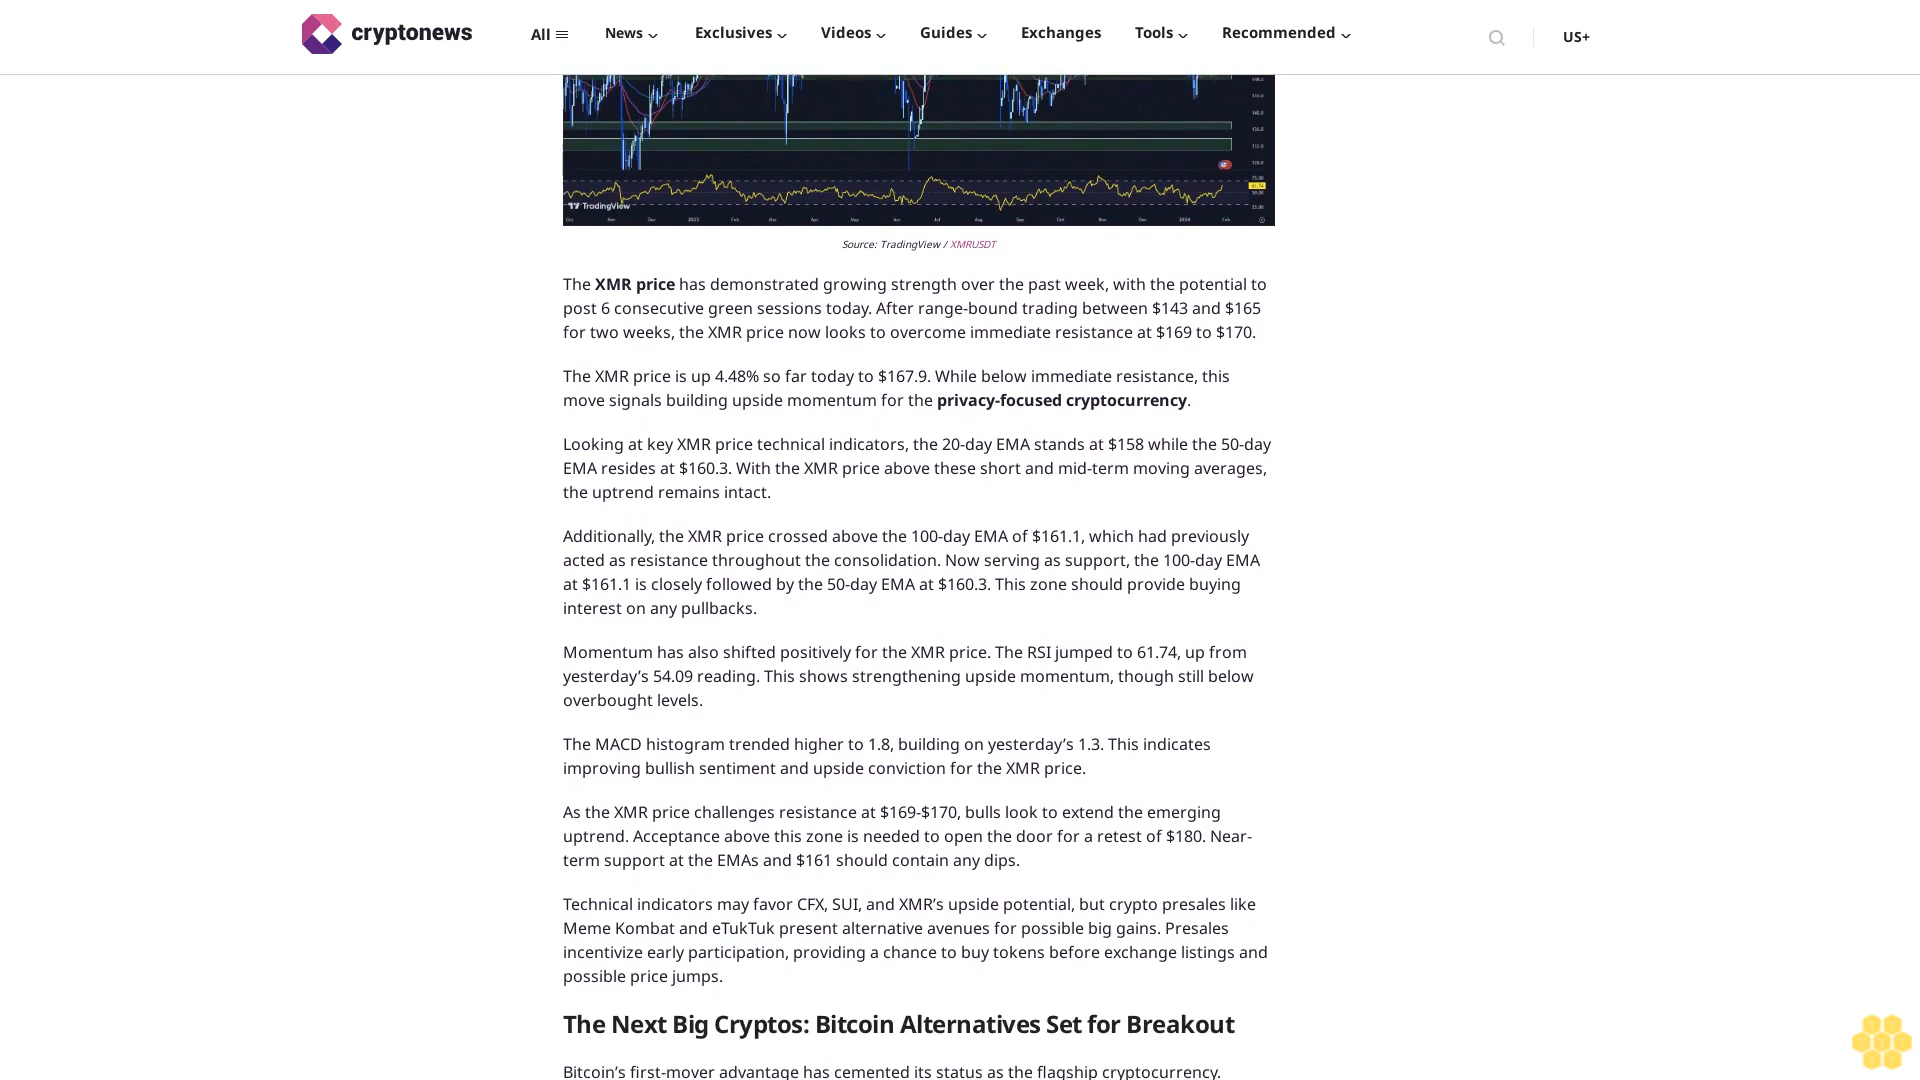 cryptonews
All
News
Exclusives
Videos
Guides
Exchanges
Tools
Recommended
US+
TradingView
Oct Nov Dec 2023 Feb Mar Apr May Jun Jul Aug Sep Oct Nov Dec 2024 Feb
Source: TradingView / XMRUSDT
The XMR price has demonstrated growing strength over the past week, with the potential to
post 6 consecutive green sessions today. After range-bound trading between $143 and $165
for two weeks, the XMR price now looks to overcome immediate resistance at $169 to $170.
The XMR price is up 4.48% so far today to $167.9. While below immediate resistance, this
move signals building upside momentum for the privacy-focused cryptocurrency.
Looking at key XMR price technical indicators, the 20-day EMA stands at $158 while the 50-day
EMA resides at $160.3. With the XMR price above these short and mid-term moving averages,
the uptrend remains intact.
Additionally, the XMR price crossed above the 100-day EMA of $161.1, which had previously
acted as resistance throughout the consolidation. Now serving as support, the 100-day EMA
at $161.1 is closely followed by the 50-day EMA at $160.3. This zone should provide buying
interest on any pullbacks.
Momentum has also shifted positively for the XMR price. The RSI jumped to 61.74, up from
yesterday’s 54.09 reading. This shows strengthening upside momentum, though still below
overbought levels.
The MACD histogram trended higher to 1.8, building on yesterday’s 1.3. This indicates
improving bullish sentiment and upside conviction for the XMR price.
As the XMR price challenges resistance at $169-$170, bulls look to extend the emerging
uptrend. Acceptance above this zone is needed to open the door for a retest of $180. Near-
term support at the EMAs and $161 should contain any dips.
Technical indicators may favor CFX, SUI, and XMR’s upside potential, but crypto presales like
Meme Kombat and eTukTuk present alternative avenues for possible big gains. Presales
incentivize early participation, providing a chance to buy tokens before exchange listings and
possible price jumps.
The Next Big Cryptos: Bitcoin Alternatives Set for Breakout
Bitcoin’s first-mover advantage has cemented its status as the flagship cryptocurrency.